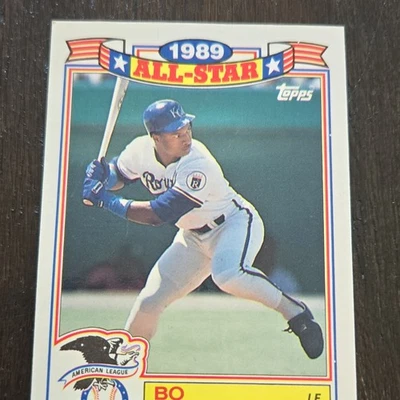 1989
ALL-STAR
topps
Royals
AMERICAN LEAGUE
BO
LF